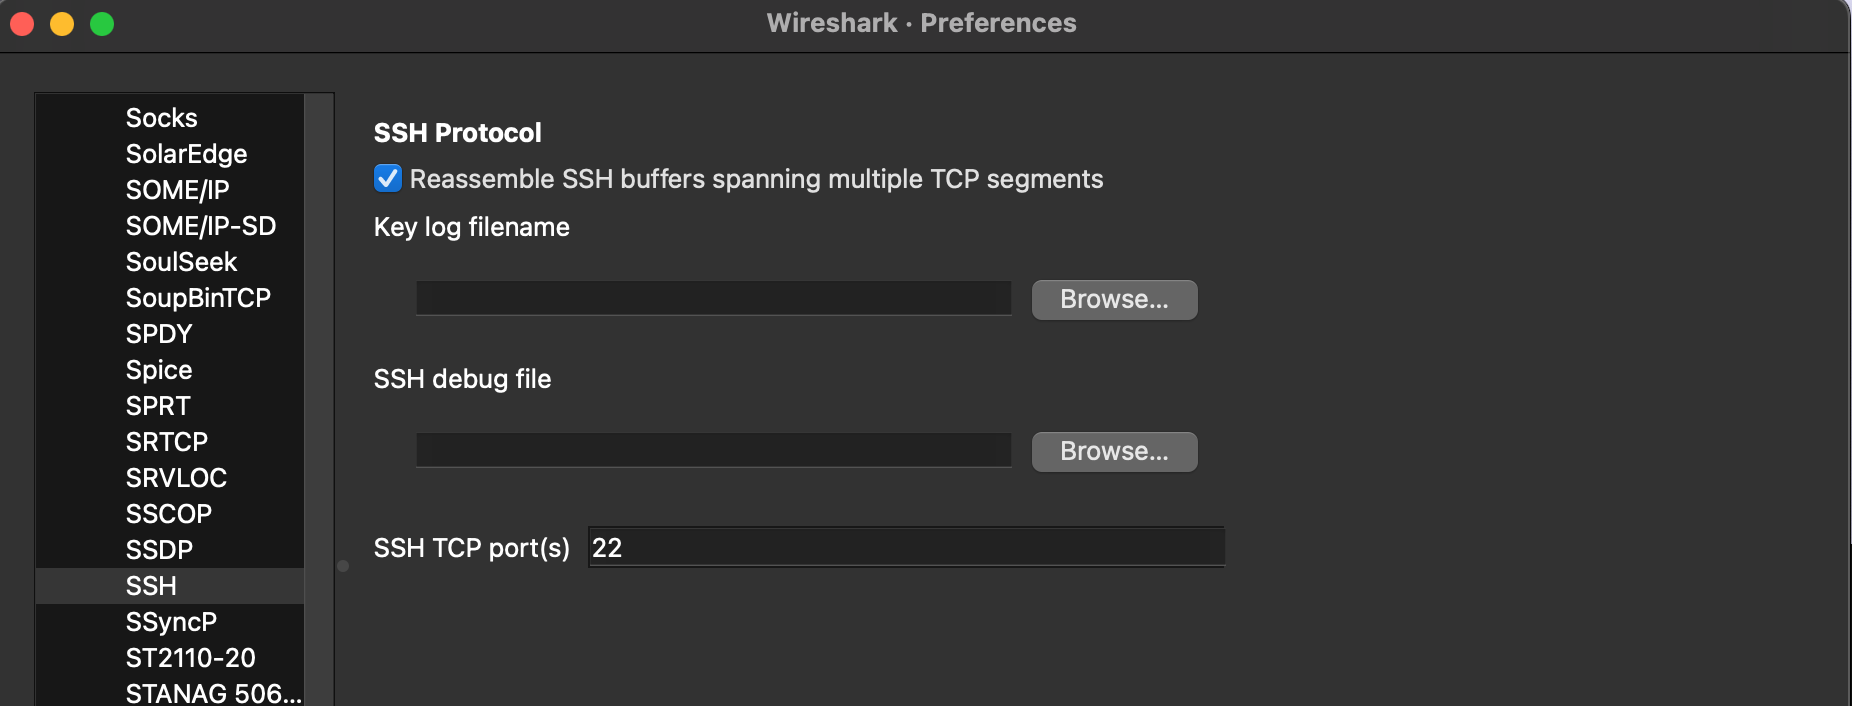 Wireshark · Preferences
Socks
SolarEdge
SOME/IP
SOME/IP-SD
SoulSeek
SoupBinTCP
SPDY
Spice
SPRT
SRTCP
SRVLOC
SSCOP
SSDP
SSH
SSyncP
ST2110-20
STANAG 506...
SSH Protocol
Reassemble SSH buffers spanning multiple TCP segments
Key log filename
Browse...
SSH debug file
Browse...
SSH TCP port(s) 22